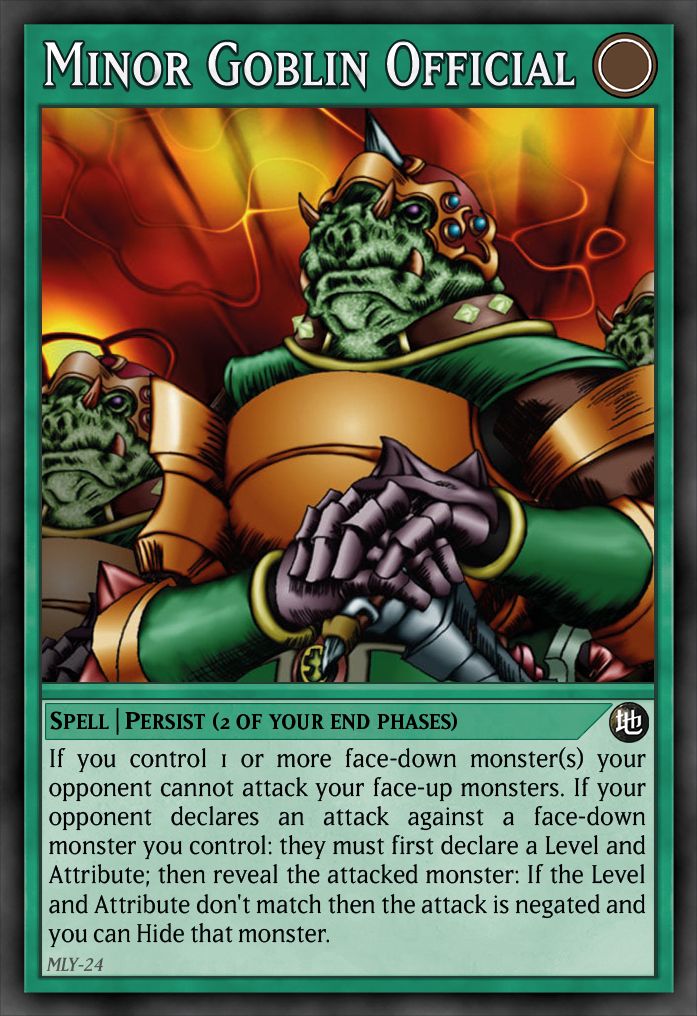 Minor Goblin Official
Spell | Persist (2 of your end phases)
If you control 1 or more face-down monster(s) your
opponent cannot attack your face-up monsters. If your
opponent declares an attack against a face-down
monster you control: they must first declare a Level and
Attribute; then reveal the attacked monster: If the Level
and Attribute don't match then the attack is negated and
you can Hide that monster.
MLY-24